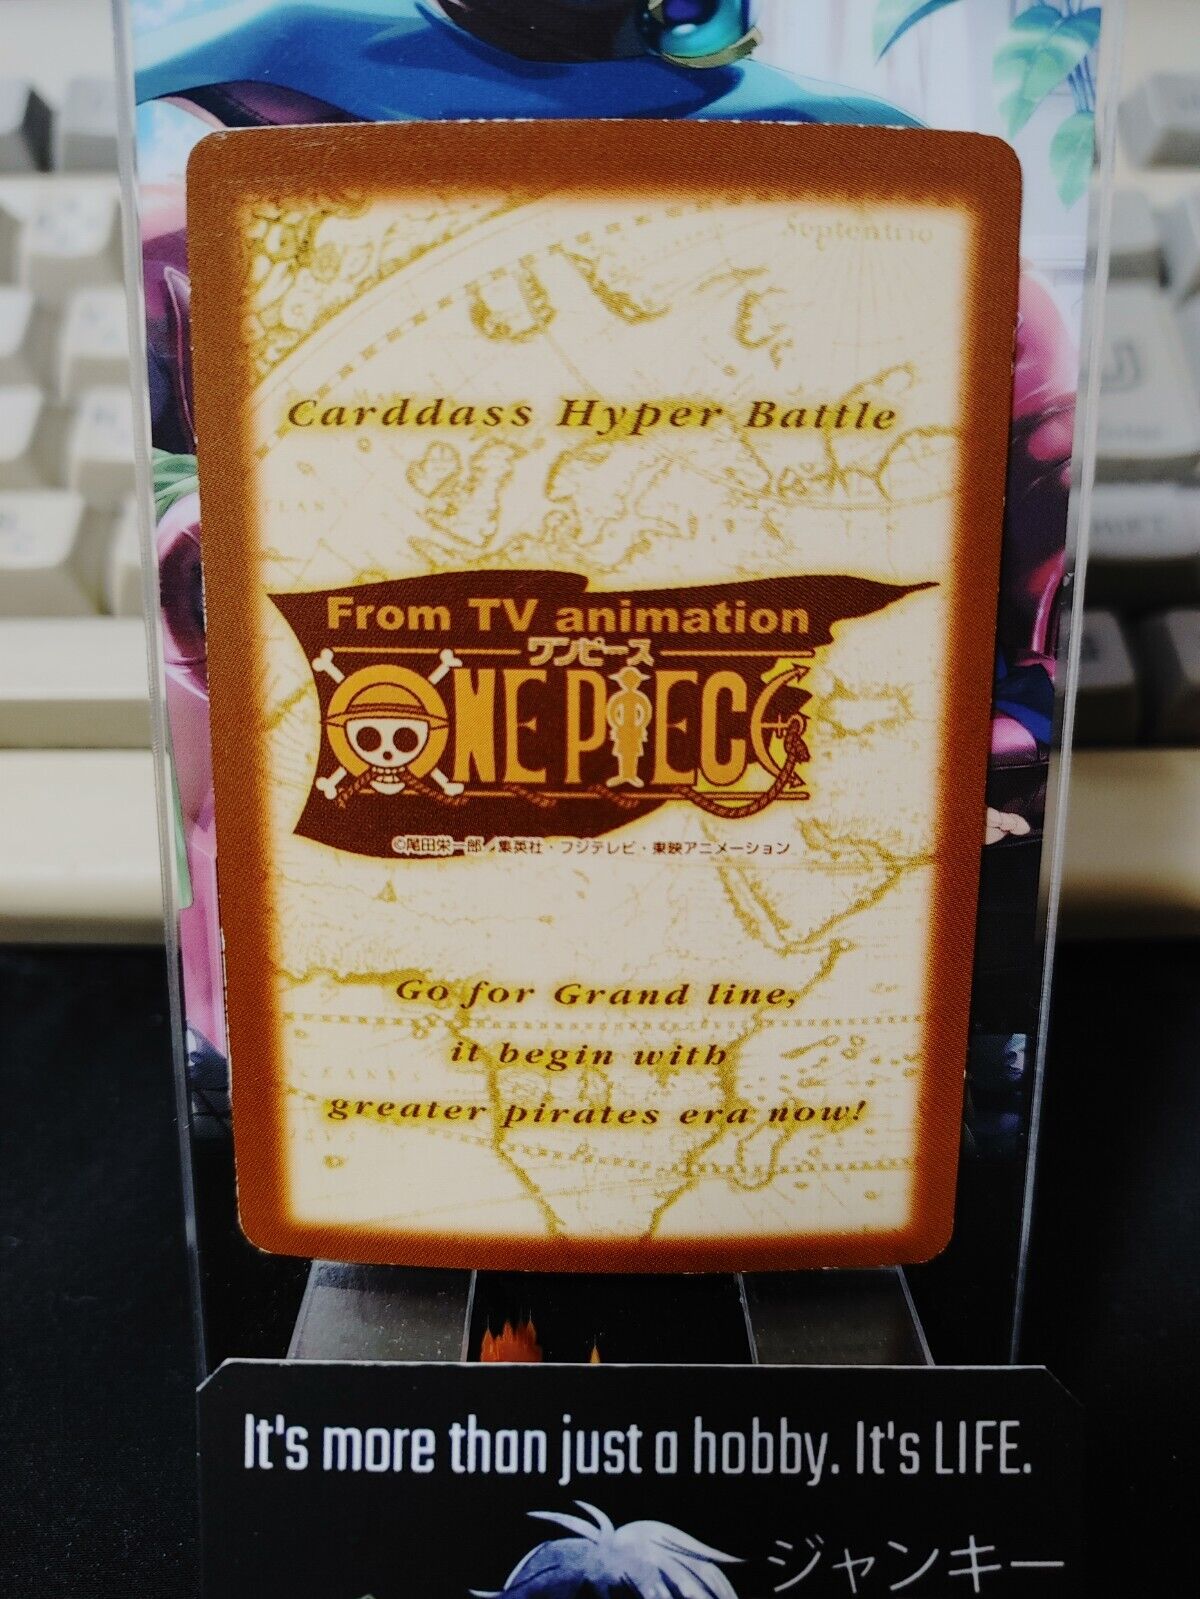 Septentrio
Carddass Hyper Battle
From TV animation
ワンピース
ONE PIECE
©尾田栄一郎/集英社・フジテレビ・東映アニメーション
Go for Grand line,
it begin with
greater pirates era now!
It's more than just a hobby. It's LIFE.
ジャンキー